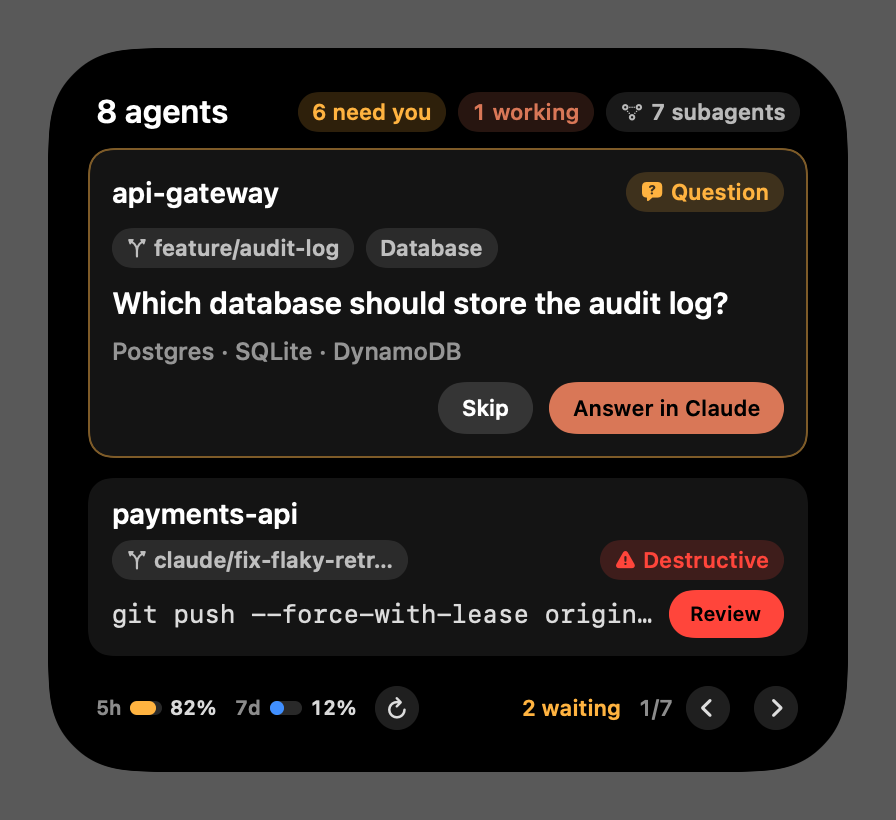 8 agents 6 need you 1 working 7 subagents
api-gateway Question
feature/audit-log Database
Which database should store the audit log?
Postgres · SQLite · DynamoDB
Skip Answer in Claude
payments-api
claude/fix-flaky-retr... Destructive
git push --force-with-lease origin… Review
5h 82% 7d 12% 2 waiting 1/7